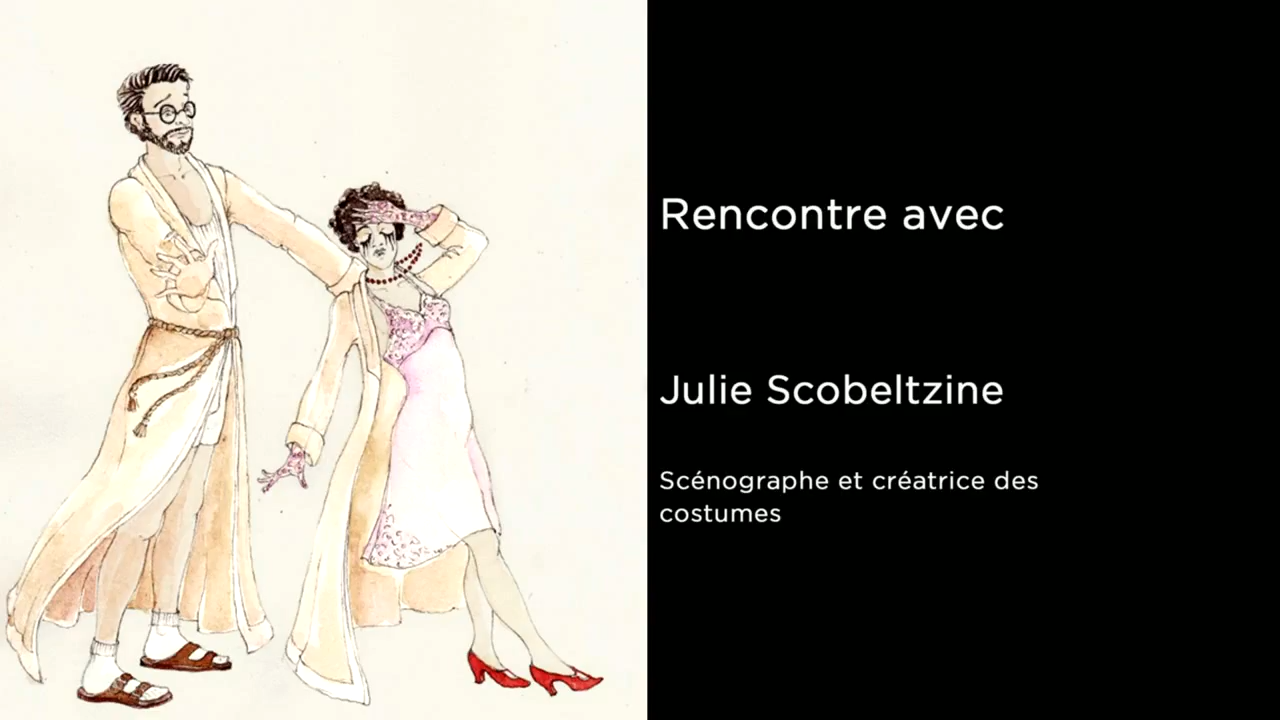 Rencontre avec
Julie Scobeltzine
Scénographe et créatrice des
costumes